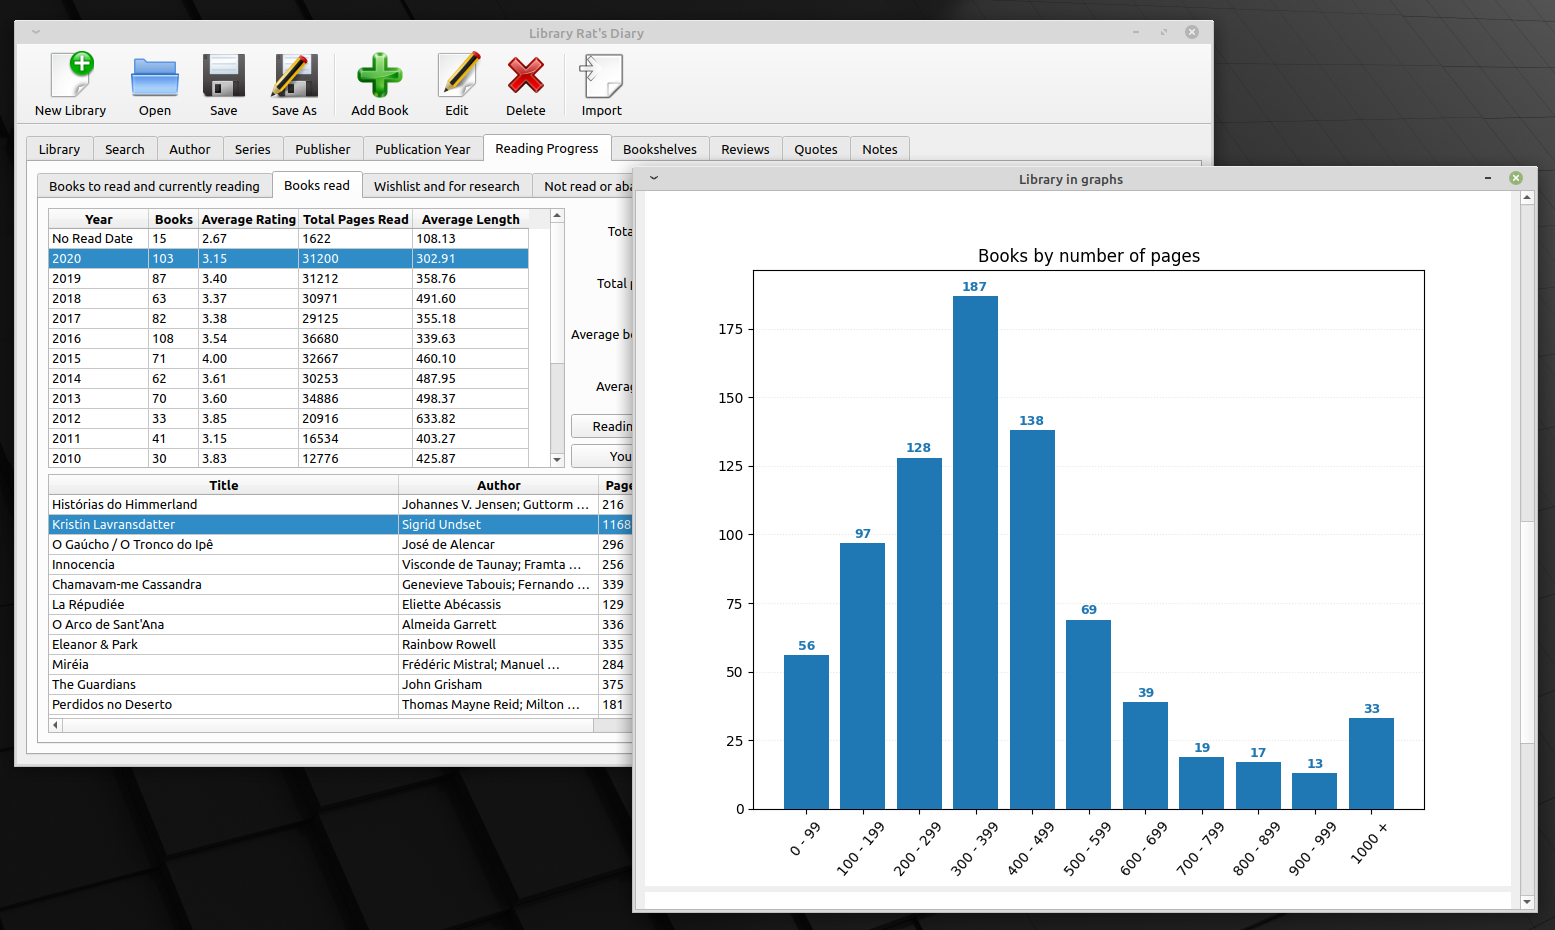 Library Rat's Diary
New Library Open Save Save As Add Book Edit Delete Import
Library Search Author Series Publisher Publication Year Reading Progress Bookshelves Reviews Quotes Notes
Books to read and currently reading Books read Wishlist and for research Not read or aba
Year Books Average Rating Total Pages Read Average Length
No Read Date 15 2.67 1622 108.13
2020 103 3.15 31200 302.91
2019 87 3.40 31212 358.76
2018 63 3.37 30971 491.60
2017 82 3.38 29125 355.18
2016 108 3.54 36680 339.63
2015 71 4.00 32667 460.10
2014 62 3.61 30253 487.95
2013 70 3.60 34886 498.37
2012 33 3.85 20916 633.82
2011 41 3.15 16534 403.27
2010 30 3.83 12776 425.87
Tota
Total p
Average bo
Averag
Readin
You
Title Author Page
Histórias do Himmerland Johannes V. Jensen; Guttorm ... 216
Kristin Lavransdatter Sigrid Undset 1168
O Gaúcho / O Tronco do Ipê José de Alencar 296
Innocencia Visconde de Taunay; Framta ... 256
Chamavam-me Cassandra Genevieve Tabouis; Fernando ... 339
La Répudiée Eliette Abécassis 129
O Arco de Sant'Ana Almeida Garrett 336
Eleanor & Park Rainbow Rowell 335
Miréia Frédéric Mistral; Manuel ... 284
The Guardians John Grisham 375
Perdidos no Deserto Thomas Mayne Reid; Milton ... 181
Library in graphs
Books by number of pages
187
175
150
138
128
125
100
97
75
69
56
50
39
33
25
19
17
13
0
0 - 99
100 - 199
200 - 299
300 - 399
400 - 499
500 - 599
600 - 699
700 - 799
800 - 899
900 - 999
1000 +